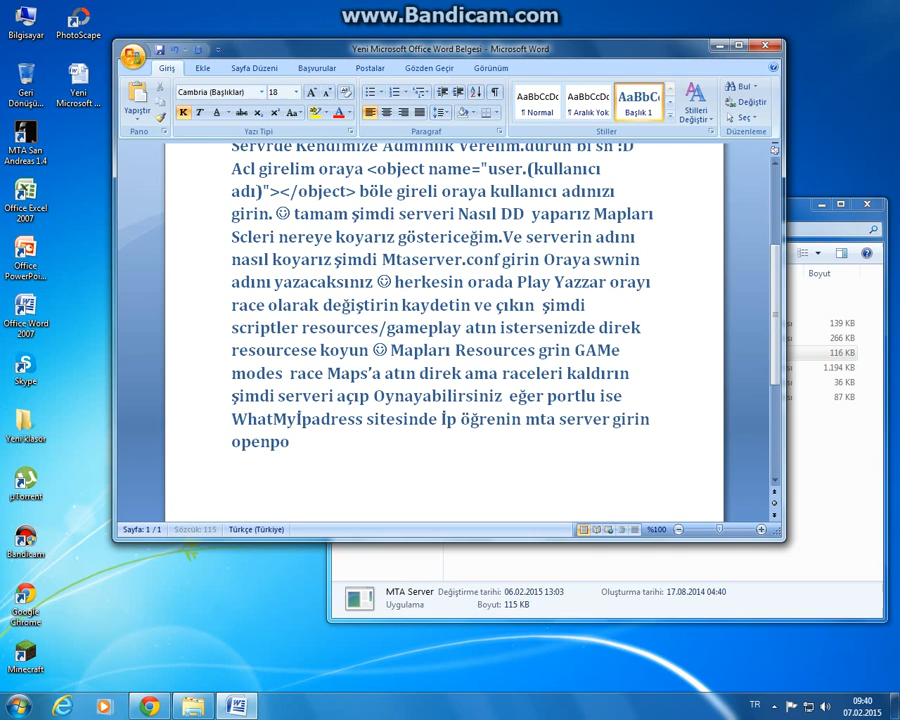 www.Bandicam.com
Bilgisayar
PhotoScape
Geri
Dönüşü...
Yeni
Microsoft ...
MTA San
Andreas 1.4
Office Excel
2007
Office
PowerPoi...
Office Word
2007
Skype
Yeni klasör
µTorrent
Bandicam
Google
Chrome
Minecraft
Yeni Microsoft Office Word Belgesi - Microsoft Word
Giriş Ekle Sayfa Düzeni Başvurular Postalar Gözden Geçir Görünüm
Yapıştır
Pano
Cambria (Başlıklar) 18
K T A abc x₂ x² Aa
Yazı Tipi
Paragraf
AaBbCcDc AaBbCcDc AaBbC
¶ Normal ¶ Aralık Yok Başlık 1
Stilleri
Değiştir
Stiller
Bul
Değiştir
Seç
Düzenleme
Servrde Kendimize Adminlik Verelim.durun bi sn :D
Acl girelim oraya <object name="user.(kullanıcı
adı)"></object> böle gireli oraya kullanıcı adınızı
girin. ☺ tamam şimdi serveri Nasıl DD yaparız Mapları
Scleri nereye koyarız göstericeğim.Ve serverin adını
nasıl koyarız şimdi Mtaserver.conf girin Oraya swnin
adını yazacaksınız ☺ herkesin orada Play Yazzar orayı
race olarak değiştirin kaydetin ve çıkın şimdi
scriptler resources/gameplay atın istersenizde direk
resourcese koyun ☺ Mapları Resources grin GAMe
modes race Maps'a atın direk ama raceleri kaldırın
şimdi serveri açıp Oynayabilirsiniz eğer portlu ise
WhatMyİpadress sitesinde İp öğrenin mta server girin
openpo
Sayfa: 1 / 1 Sözcük: 115 Türkçe (Türkiye) %100
Boyut
139 KB
266 KB
116 KB
1.194 KB
36 KB
87 KB
MTA Server Değiştirme tarihi: 06.02.2015 13:03 Oluşturma tarihi: 17.08.2014 04:40
Uygulama Boyut: 115 KB
TR
09:40
07.02.2015